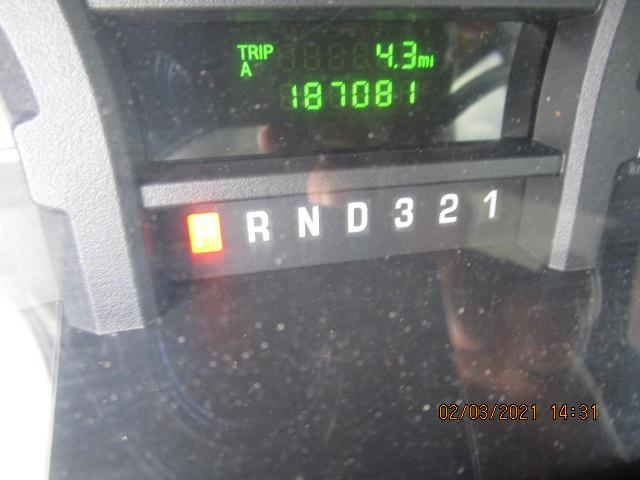 TRIP 4.3 mi
A
187081
P R N D 3 2 1
02/03/2021 14:31